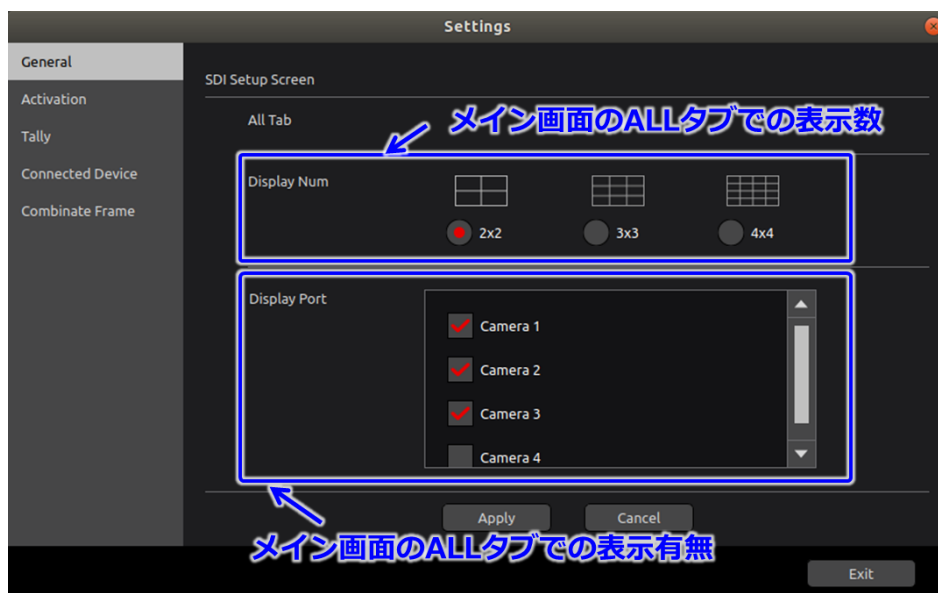 Settings
General
Activation
Tally
Connected Device
Combinate Frame
SDI Setup Screen
All Tab
メイン画面のALLタブでの表示数
Display Num
2x2
3x3
4x4
Display Port
Camera 1
Camera 2
Camera 3
Camera 4
Apply
Cancel
メイン画面のALLタブでの表示有無
Exit